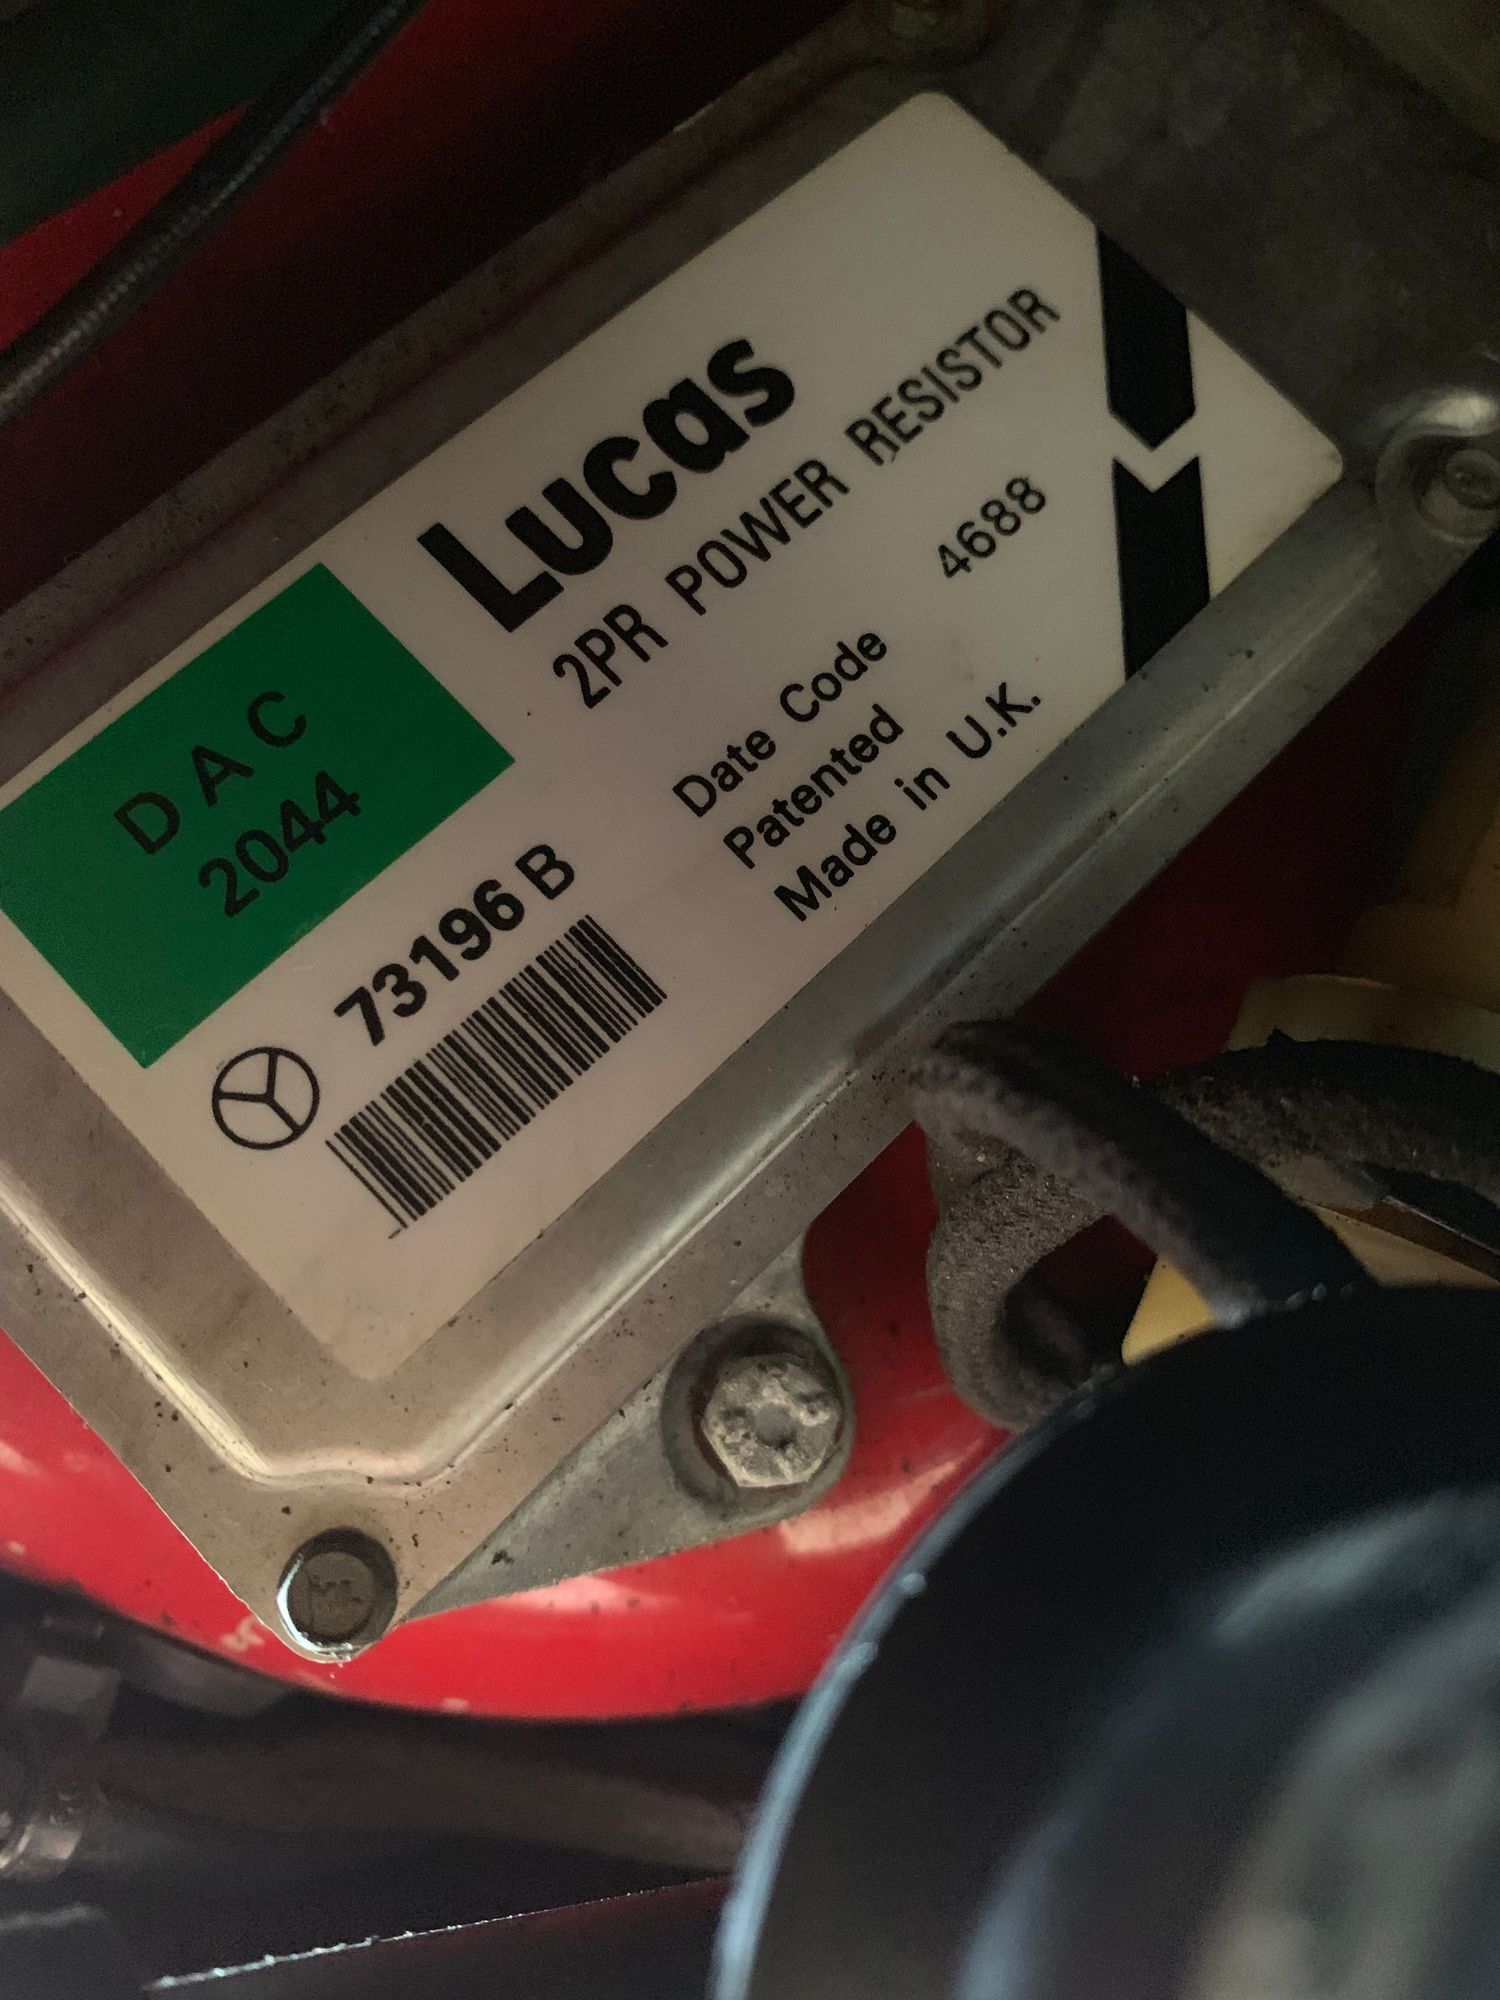 Lucas
2PR POWER RESISTOR
DAC
2044
73196 B
Date Code 4688
Patented
Made in U.K.